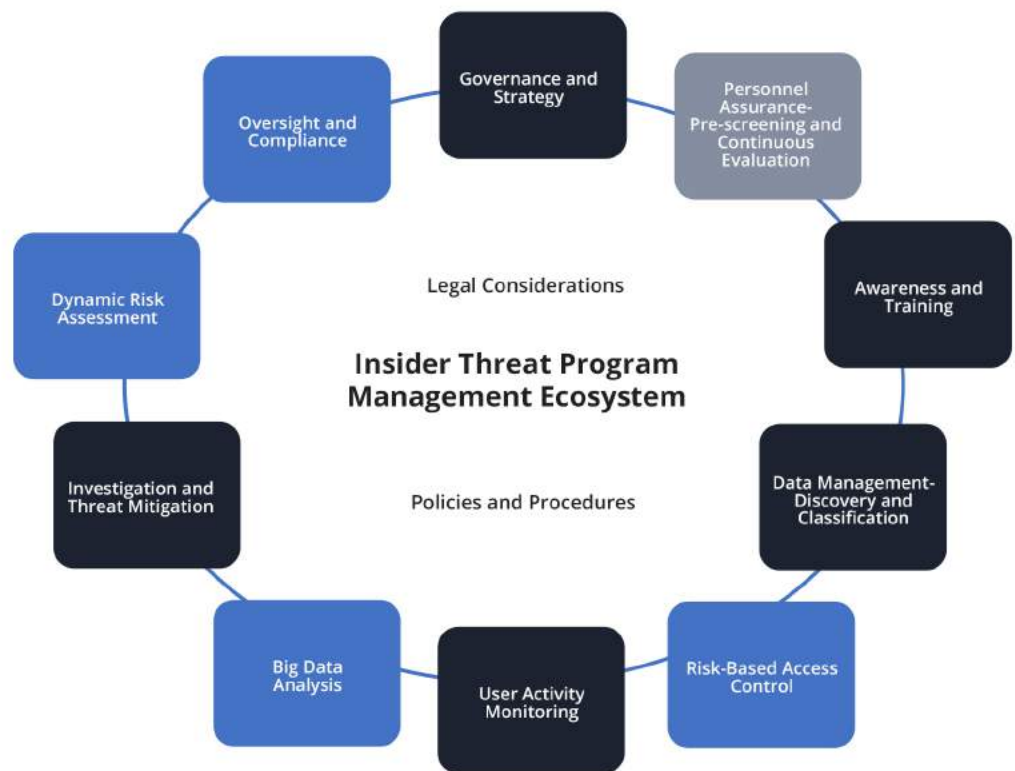 Governance and
Strategy
Personnel
Assurance-
Pre-screening and
Continuous
Evaluation
Oversight and
Compliance
Awareness and
Training
Legal Considerations
Dynamic Risk
Assessment
Insider Threat Program
Management Ecosystem
Investigation and
Threat Mitigation
Policies and Procedures
Data Management-
Discovery and
Classification
Big Data
Analysis
User Activity
Monitoring
Risk-Based Access
Control